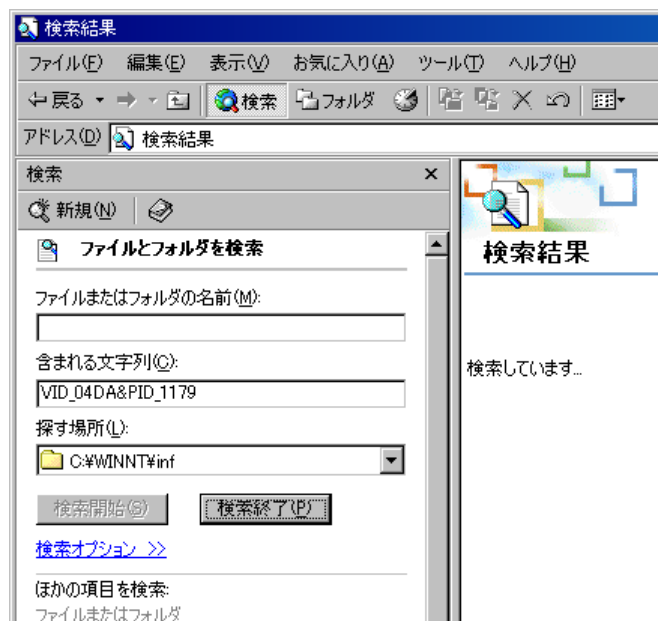 検索結果
ファイル(F) 編集(E) 表示(V) お気に入り(A) ツール(T) ヘルプ(H)
戻る 検索 フォルダ
アドレス(D) 検索結果
検索
新規(N)
ファイルとフォルダを検索
ファイルまたはフォルダの名前(M):
含まれる文字列(C):
VID_04DA&PID_1179
探す場所(L):
C:¥WINNT¥inf
検索開始(S) 検索終了(P)
検索オプション >>
ほかの項目を検索:
ファイルまたはフォルダ
検索結果
検索しています...